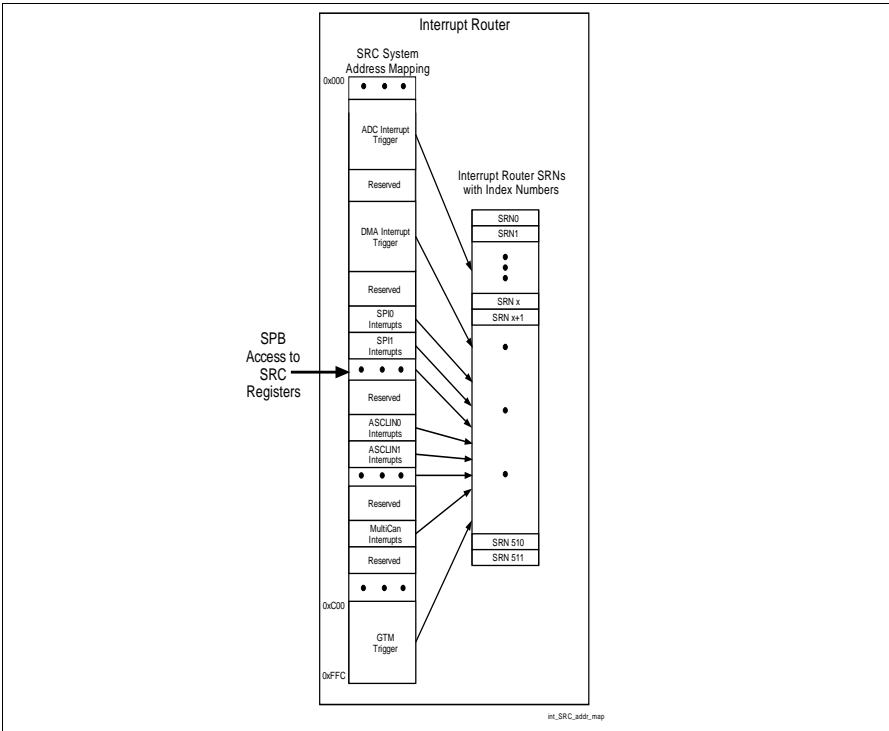 Interrupt Router
SRC System
Address Mapping
0x000
ADC Interrupt
Trigger
Reserved
DMA Interrupt
Trigger
Reserved
SPI0
Interrupts
SPI1
Interrupts
Reserved
ASCLIN0
Interrupts
ASCLIN1
Interrupts
Reserved
MultiCan
Interrupts
Reserved
0xC00
GTM
Trigger
0xFFC
SPB
Access to
SRC
Registers
Interrupt Router SRNs
with Index Numbers
SRN0
SRN1
SRN x
SRN x+1
SRN 510
SRN 511
int_SRC_addr_map